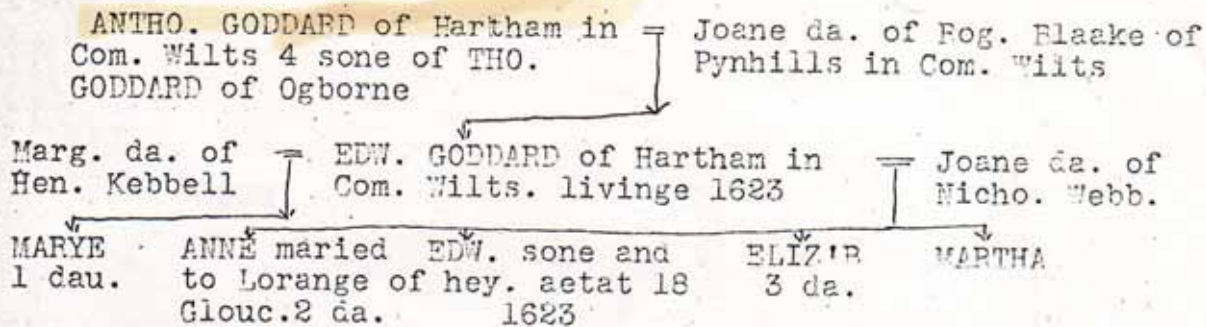 ANTHO. GODDARD of Hartham in = Joane da. of Rog. Blaake of
Com. Wilts 4 sone of THO. Pynhills in Com. Wilts
GODDARD of Ogborne
Marg. da. of = EDW. GODDARD of Hartham in = Joane da. of
Hen. Kebbell Com. Wilts. livinge 1623 Nicho. Webb.
MARYE ANNE maried EDW. sone and ELIZ'B MARTHA
1 dau. to Lorange of hey. aetat 18 3 da.
Glouc.2 da. 1623